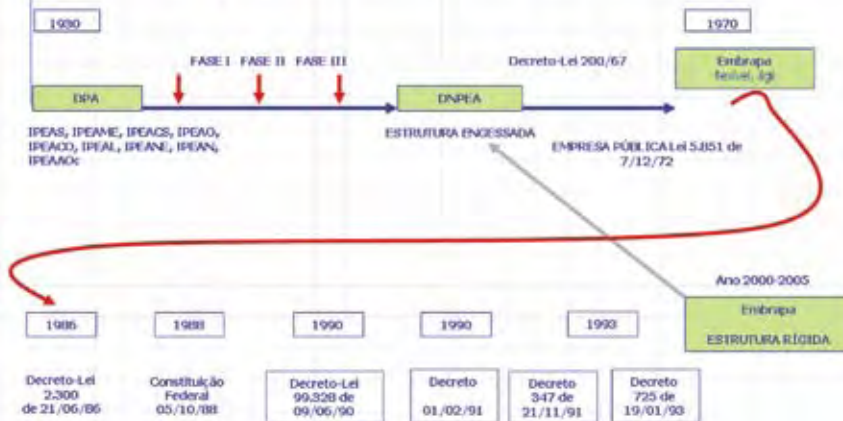 1930
1970
FASE I FASE II FASE III
Decreto-Lei 200/67
Embrapa
flexível, ágil
DPA
DNPEA
IPEAS, IPEAME, IPEACS, IPEAO,
IPEACO, IPEAL, IPEANE, IPEAN,
IPEAAOc
ESTRUTURA ENGESSADA
EMPRESA PÚBLICA Lei 5.851 de
7/12/72
Ano 2000-2005
Embrapa
ESTRUTURA RÍGIDA
1986
1988
1990
1990
1993
Decreto-Lei
2.300
de 21/06/86
Constituição
Federal
05/10/88
Decreto-Lei
99.328 de
09/06/90
Decreto
01/02/91
Decreto
347 de
21/11/91
Decreto
725 de
19/01/93